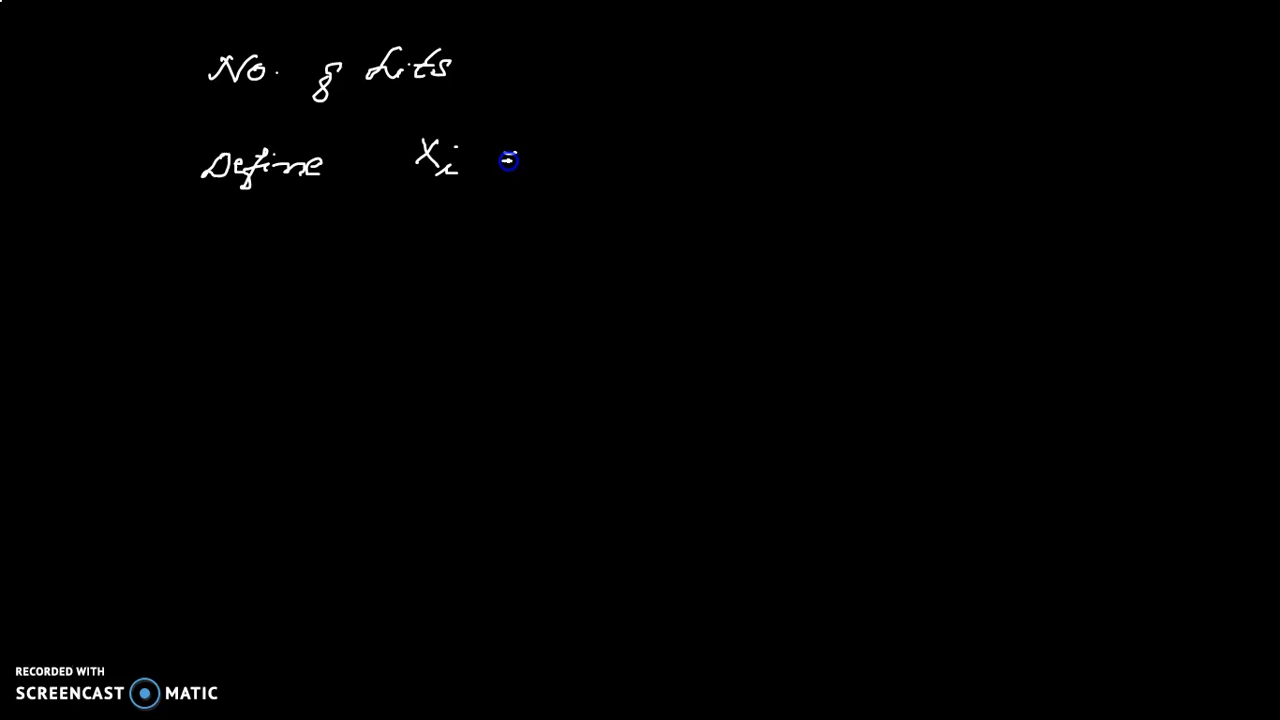 No. of hits
Define Xi =
RECORDED WITH
SCREENCAST MATIC